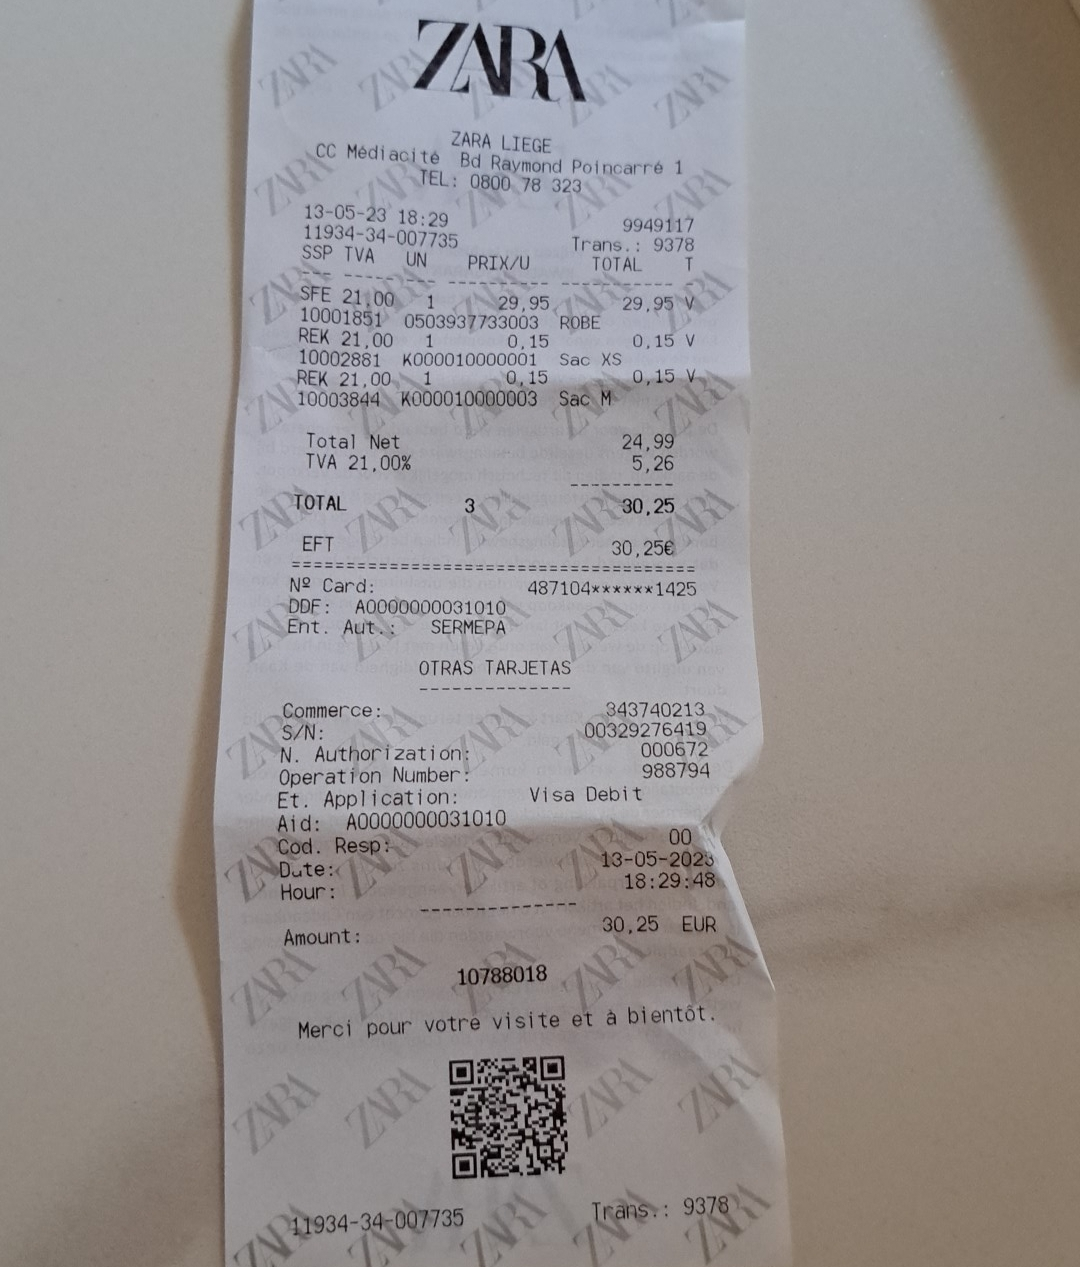 ZARA
ZARA LIEGE
CC Médiacité Bd Raymond Poincarré 1
TEL: 0800 78 323
13-05-23 18:29 9949117
11934-34-007735 Trans.: 9378
SSP TVA UN PRIX/U TOTAL T
--- ----- --- ---------- ----------- -
SFE 21,00 1 29,95 29,95 V
10001851 0503937733003 ROBE
REK 21,00 1 0,15 0,15 V
10002881 K000010000001 Sac XS
REK 21,00 1 0,15 0,15 V
10003844 K000010000003 Sac M
Total Net 24,99
TVA 21,00% 5,26
----------
TOTAL 3 30,25
EFT 30,25€
========================================
Nº Card: 487104******1425
DDF: A0000000031010
Ent. Aut.: SERMEPA
OTRAS TARJETAS
--------------
Commerce: 343740213
S/N: 00329276419
N. Authorization: 000672
Operation Number: 988794
Et. Application: Visa Debit
Aid: A0000000031010
Cod. Resp: 00
Date: 13-05-2023
Hour: 18:29:48
--------------
Amount: 30,25 EUR
10788018
Merci pour votre visite et à bientôt.
11934-34-007735 Trans.: 9378